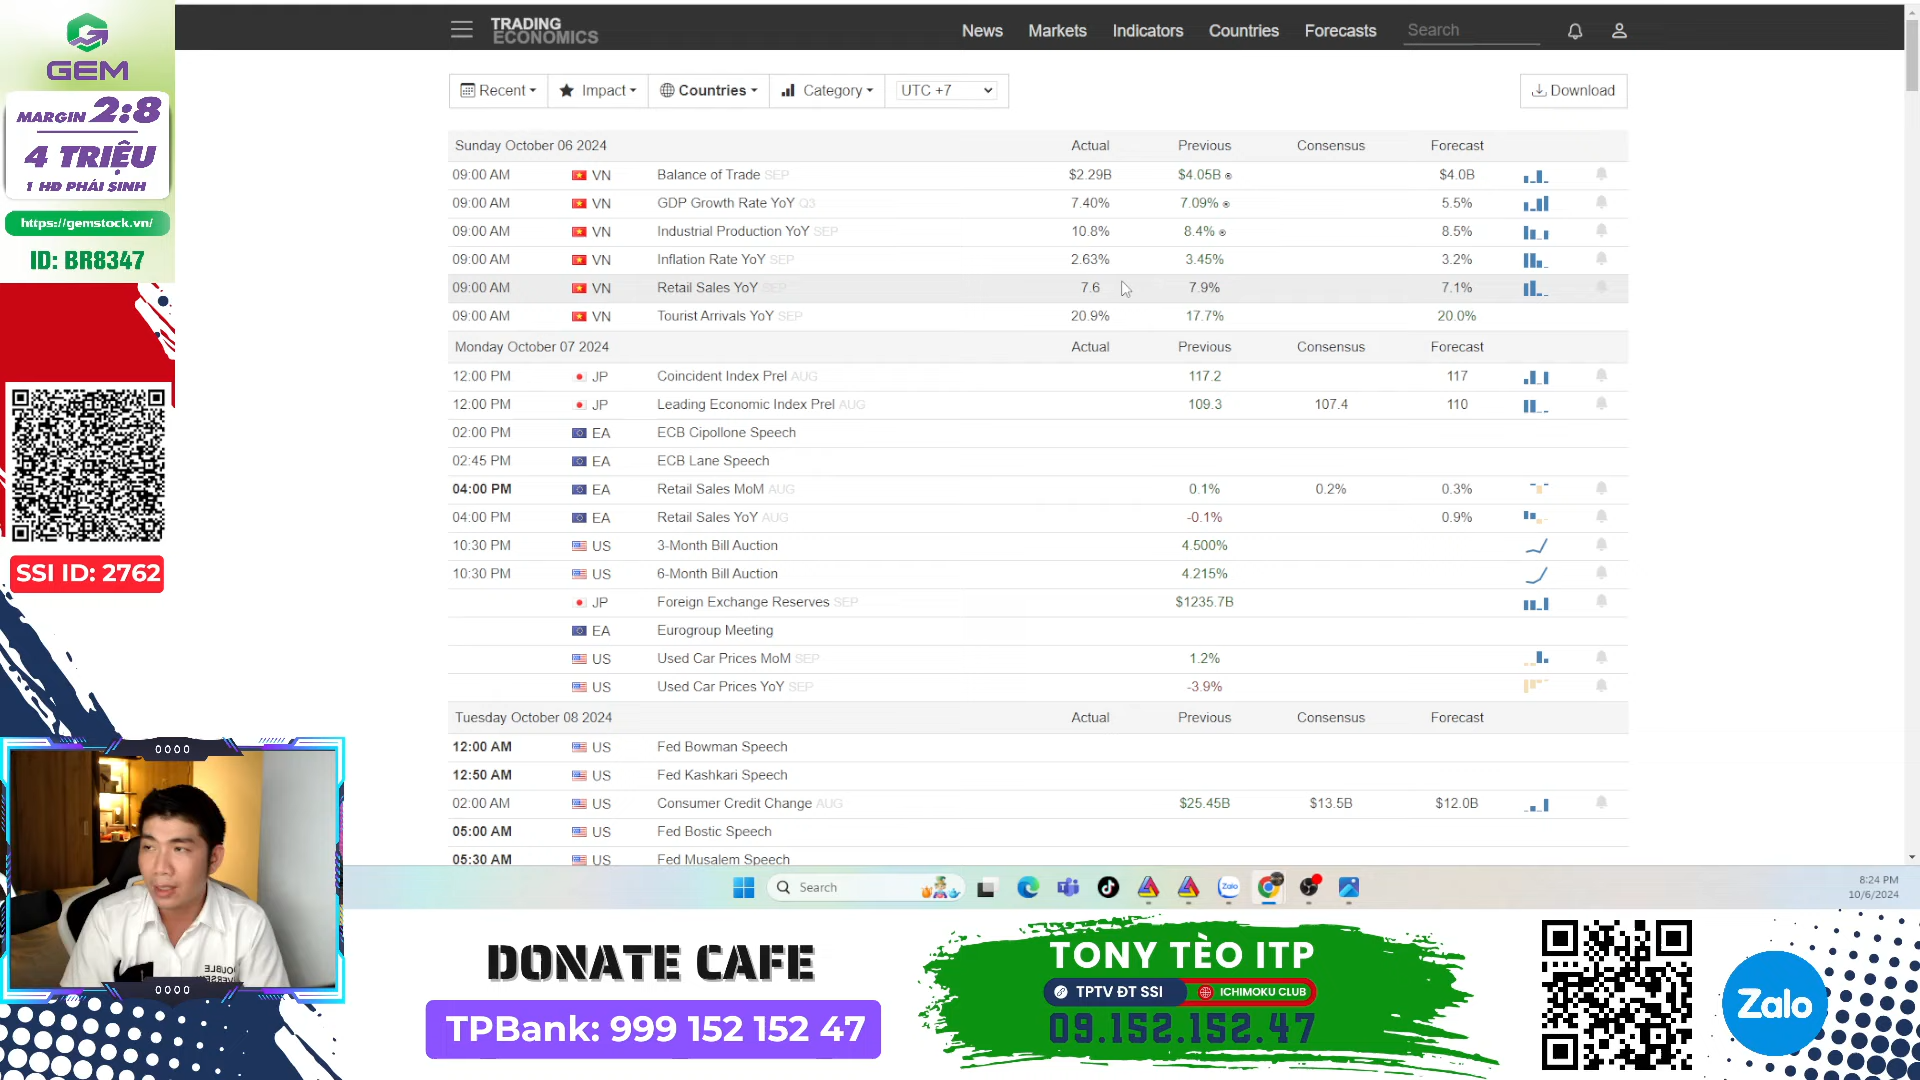 GEM
MARGIN 2:8
4 TRIỆU
1 HĐ PHÁI SINH
https://gemstock.vn/
ID: BR8347
SSI ID: 2762
TRADING
ECONOMICS
News Markets Indicators Countries Forecasts Search
Recent Impact Countries Category UTC +7 Download
Sunday October 06 2024 Actual Previous Consensus Forecast
09:00 AM VN Balance of Trade SEP $2.29B $4.05B $4.0B
09:00 AM VN GDP Growth Rate YoY Q3 7.40% 7.09% 5.5%
09:00 AM VN Industrial Production YoY SEP 10.8% 8.4% 8.5%
09:00 AM VN Inflation Rate YoY SEP 2.63% 3.45% 3.2%
09:00 AM VN Retail Sales YoY SEP 7.6 7.9% 7.1%
09:00 AM VN Tourist Arrivals YoY SEP 20.9% 17.7% 20.0%
Monday October 07 2024 Actual Previous Consensus Forecast
12:00 PM JP Coincident Index Prel AUG 117.2 117
12:00 PM JP Leading Economic Index Prel AUG 109.3 107.4 110
02:00 PM EA ECB Cipollone Speech
02:45 PM EA ECB Lane Speech
04:00 PM EA Retail Sales MoM AUG 0.1% 0.2% 0.3%
04:00 PM EA Retail Sales YoY AUG -0.1% 0.9%
10:30 PM US 3-Month Bill Auction 4.500%
10:30 PM US 6-Month Bill Auction 4.215%
JP Foreign Exchange Reserves SEP $1235.7B
EA Eurogroup Meeting
US Used Car Prices MoM SEP 1.2%
US Used Car Prices YoY SEP -3.9%
Tuesday October 08 2024 Actual Previous Consensus Forecast
12:00 AM US Fed Bowman Speech
12:50 AM US Fed Kashkari Speech
02:00 AM US Consumer Credit Change AUG $25.45B $13.5B $12.0B
05:00 AM US Fed Bostic Speech
05:30 AM US Fed Musalem Speech
Search
Zalo
8:24 PM
10/6/2024
DONATE CAFE
TPBank: 999 152 152 47
TONY TÈO ITP
TPTV ĐT SSI ICHIMOKU CLUB
09.152.152.47
Zalo